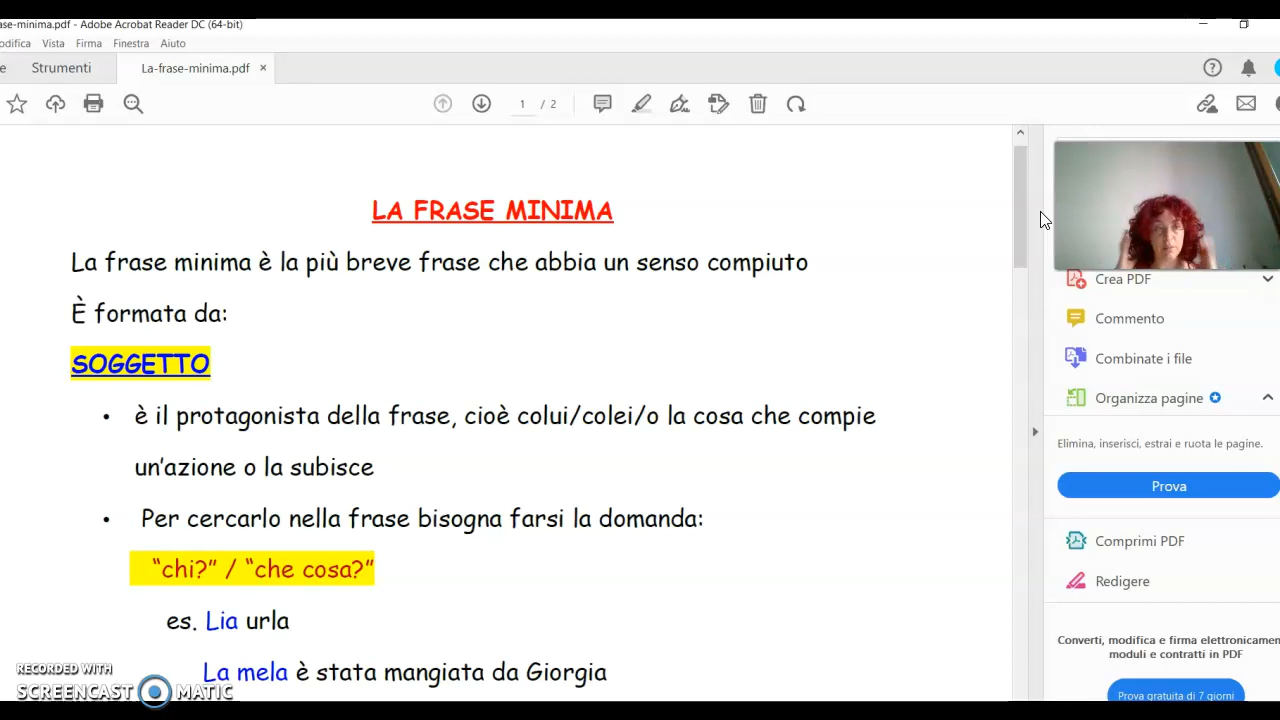 ase-minima.pdf - Adobe Acrobat Reader DC (64-bit)
odifica Vista Firma Finestra Aiuto
e Strumenti La-frase-minima.pdf ×
1 / 2
LA FRASE MINIMA
La frase minima è la più breve frase che abbia un senso compiuto
È formata da:
SOGGETTO
• è il protagonista della frase, cioè colui/colei/o la cosa che compie
un'azione o la subisce
• Per cercarlo nella frase bisogna farsi la domanda:
"chi?" / "che cosa?"
es. Lia urla
La mela è stata mangiata da Giorgia
Crea PDF
Commento
Combinate i file
Organizza pagine
Elimina, inserisci, estrai e ruota le pagine.
Prova
Comprimi PDF
Redigere
Converti, modifica e firma elettronicamen
moduli e contratti in PDF
Prova gratuita di 7 giorni
RECORDED WITH
SCREENCAST MATIC